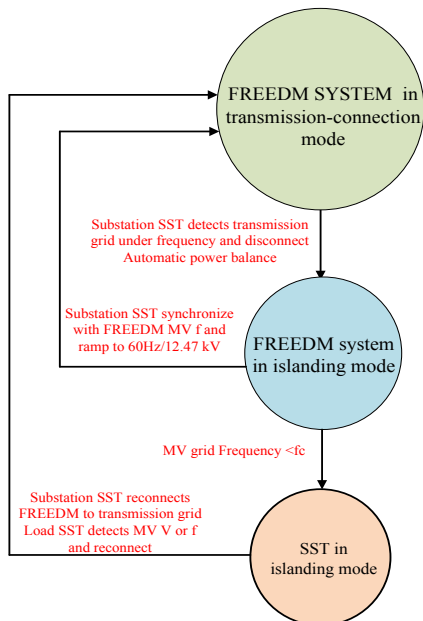 FREEDM SYSTEM in
transmission-connection
mode
Substation SST detects transmission
grid under frequency and disconnect
Automatic power balance
Substation SST synchronize
with FREEDM MV f and
ramp to 60Hz/12.47 kV
FREEDM system
in islanding mode
MV grid Frequency <fc
Substation SST reconnects
FREEDM to transmission grid
Load SST detects MV V or f
and reconnect
SST in
islanding mode